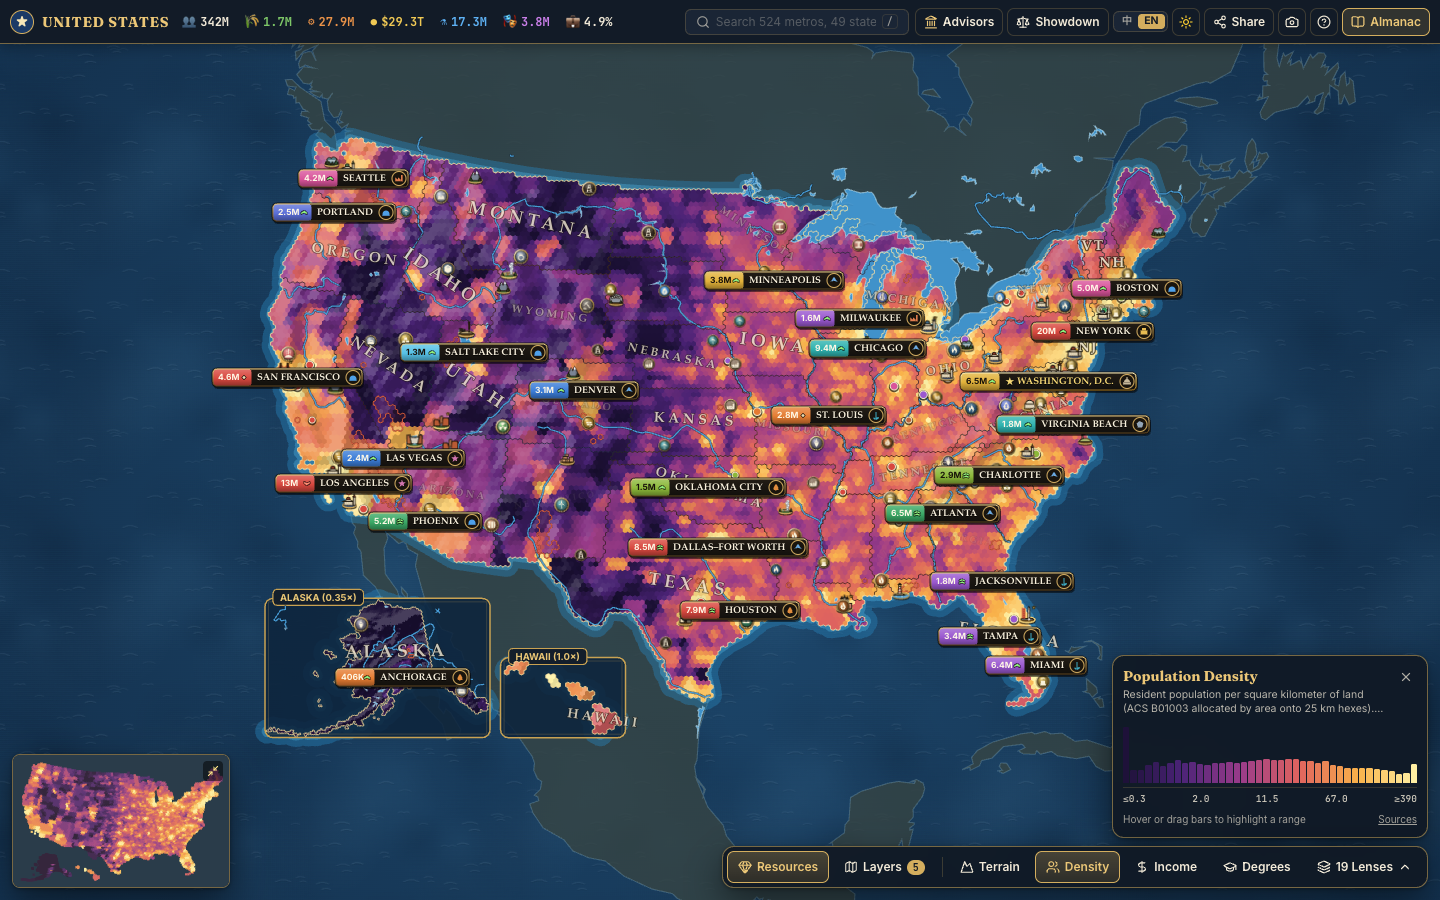 UNITED STATES 342M 1.7M 27.9M $29.3T 17.3M 3.8M 4.9%
Search 524 metros, 49 state /
Advisors
Showdown
中 EN
Share
Almanac
4.2M SEATTLE
2.5M PORTLAND
MONTANA
OREGON
IDAHO
WYOMING
MINNESOTA
VT
NH
3.8M MINNEAPOLIS
5.0M BOSTON
MICHIGAN
1.6M MILWAUKEE
20M NEW YORK
NJ
NEVADA
1.3M SALT LAKE CITY
NEBRASKA
IOWA
9.4M CHICAGO
OHIO
UTAH
4.6M SAN FRANCISCO
3.1M DENVER
6.5M ★ WASHINGTON, D.C.
KANSAS
2.8M ST. LOUIS
1.8M VIRGINIA BEACH
2.4M LAS VEGAS
13M LOS ANGELES
ARIZONA
1.5M OKLAHOMA CITY
2.9M CHARLOTTE
5.2M PHOENIX
6.5M ATLANTA
8.5M DALLAS–FORT WORTH
TEXAS
1.8M JACKSONVILLE
7.9M HOUSTON
3.4M TAMPA
6.4M MIAMI
ALASKA (0.35×)
ALASKA
406K ANCHORAGE
HAWAII (1.0×)
HAWAII
Population Density
Resident population per square kilometer of land
(ACS B01003 allocated by area onto 25 km hexes)....
≤0.3 2.0 11.5 67.0 ≥390
Hover or drag bars to highlight a range Sources
Resources
Layers 5
Terrain
Density
Income
Degrees
19 Lenses